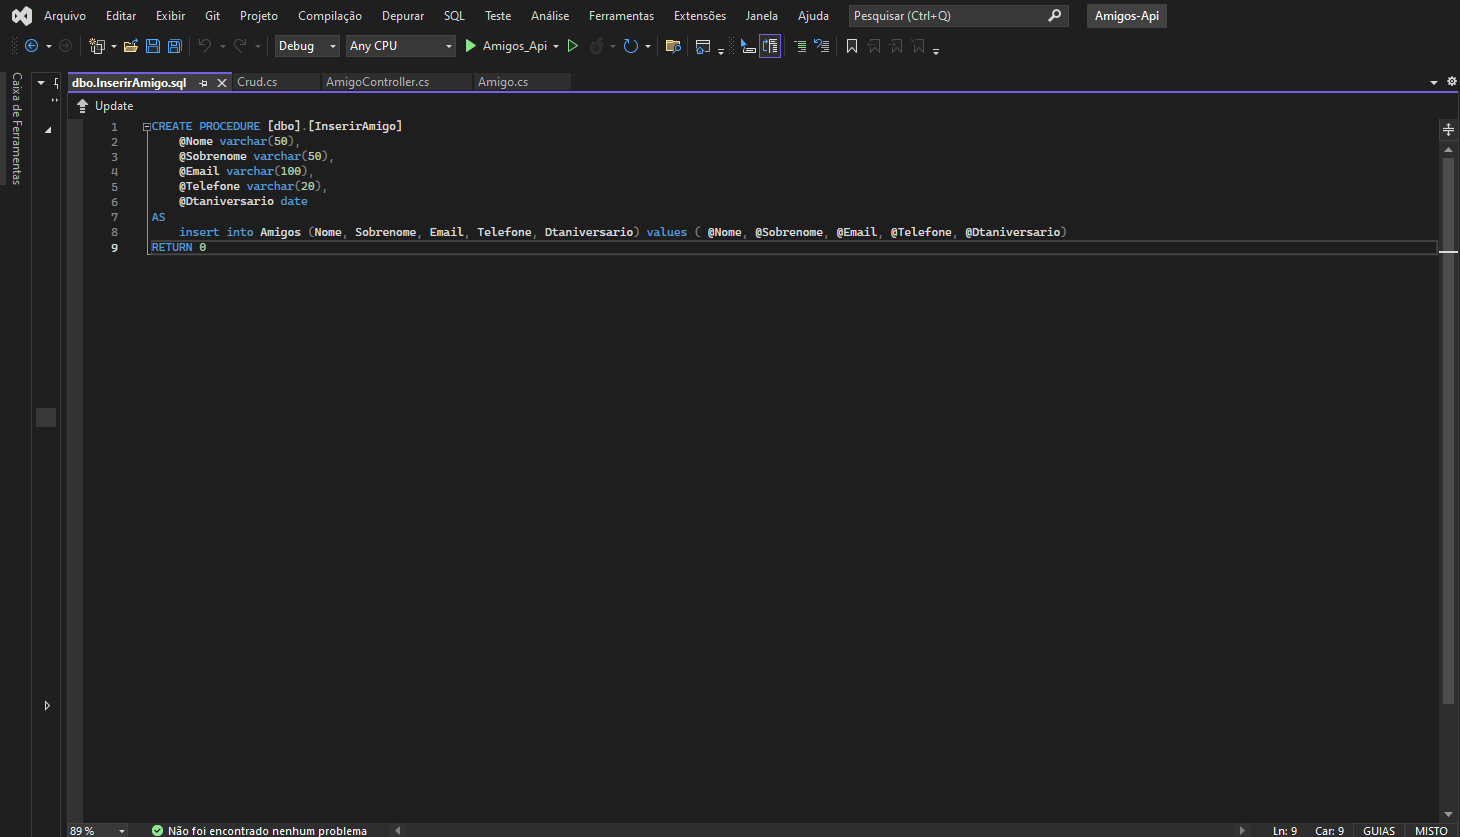 Arquivo Editar Exibir Git Projeto Compilação Depurar SQL Teste Análise Ferramentas Extensões Janela Ajuda Pesquisar (Ctrl+Q) Amigos-Api
Debug Any CPU Amigos_Api
Caixa de Ferramentas
dbo.InserirAmigo.sql Crud.cs AmigoController.cs Amigo.cs
Update
1 CREATE PROCEDURE [dbo].[InserirAmigo]
2 @Nome varchar(50),
3 @Sobrenome varchar(50),
4 @Email varchar(100),
5 @Telefone varchar(20),
6 @Dtaniversario date
7 AS
8 insert into Amigos (Nome, Sobrenome, Email, Telefone, Dtaniversario) values ( @Nome, @Sobrenome, @Email, @Telefone, @Dtaniversario)
9 RETURN 0
89 % Não foi encontrado nenhum problema Ln: 9 Car: 9 GUIAS MISTO